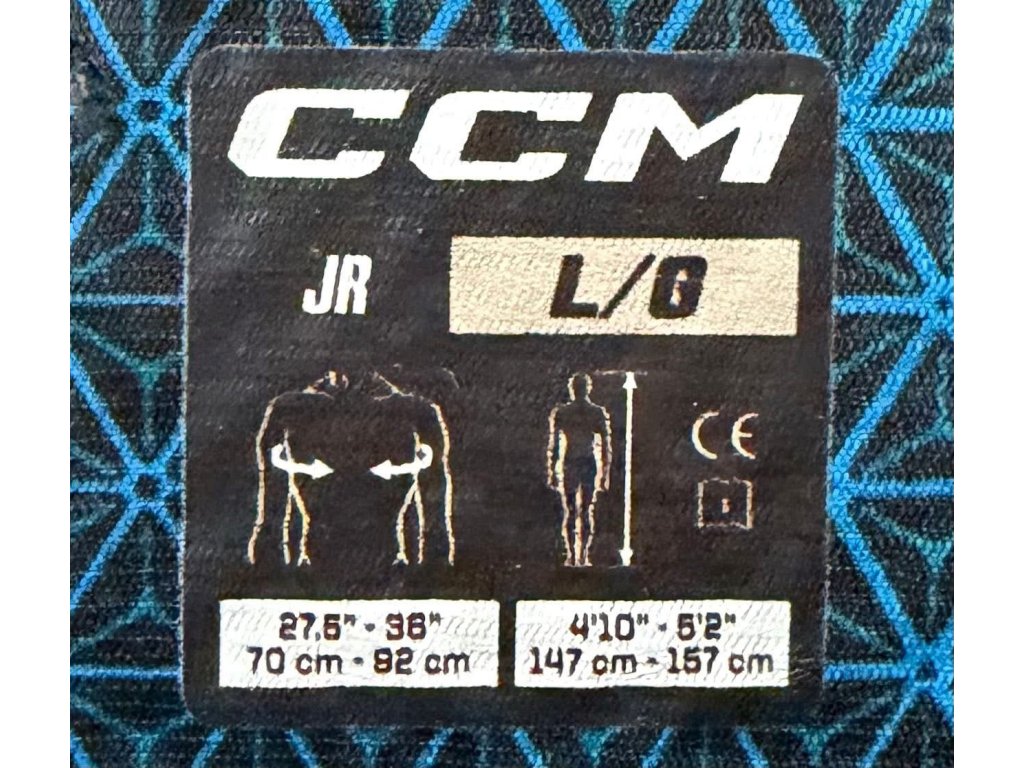 CCM
JR
L/G
CE
i
27.5" - 36"
70 cm - 92 cm
4'10" - 5'2"
147 cm - 157 cm